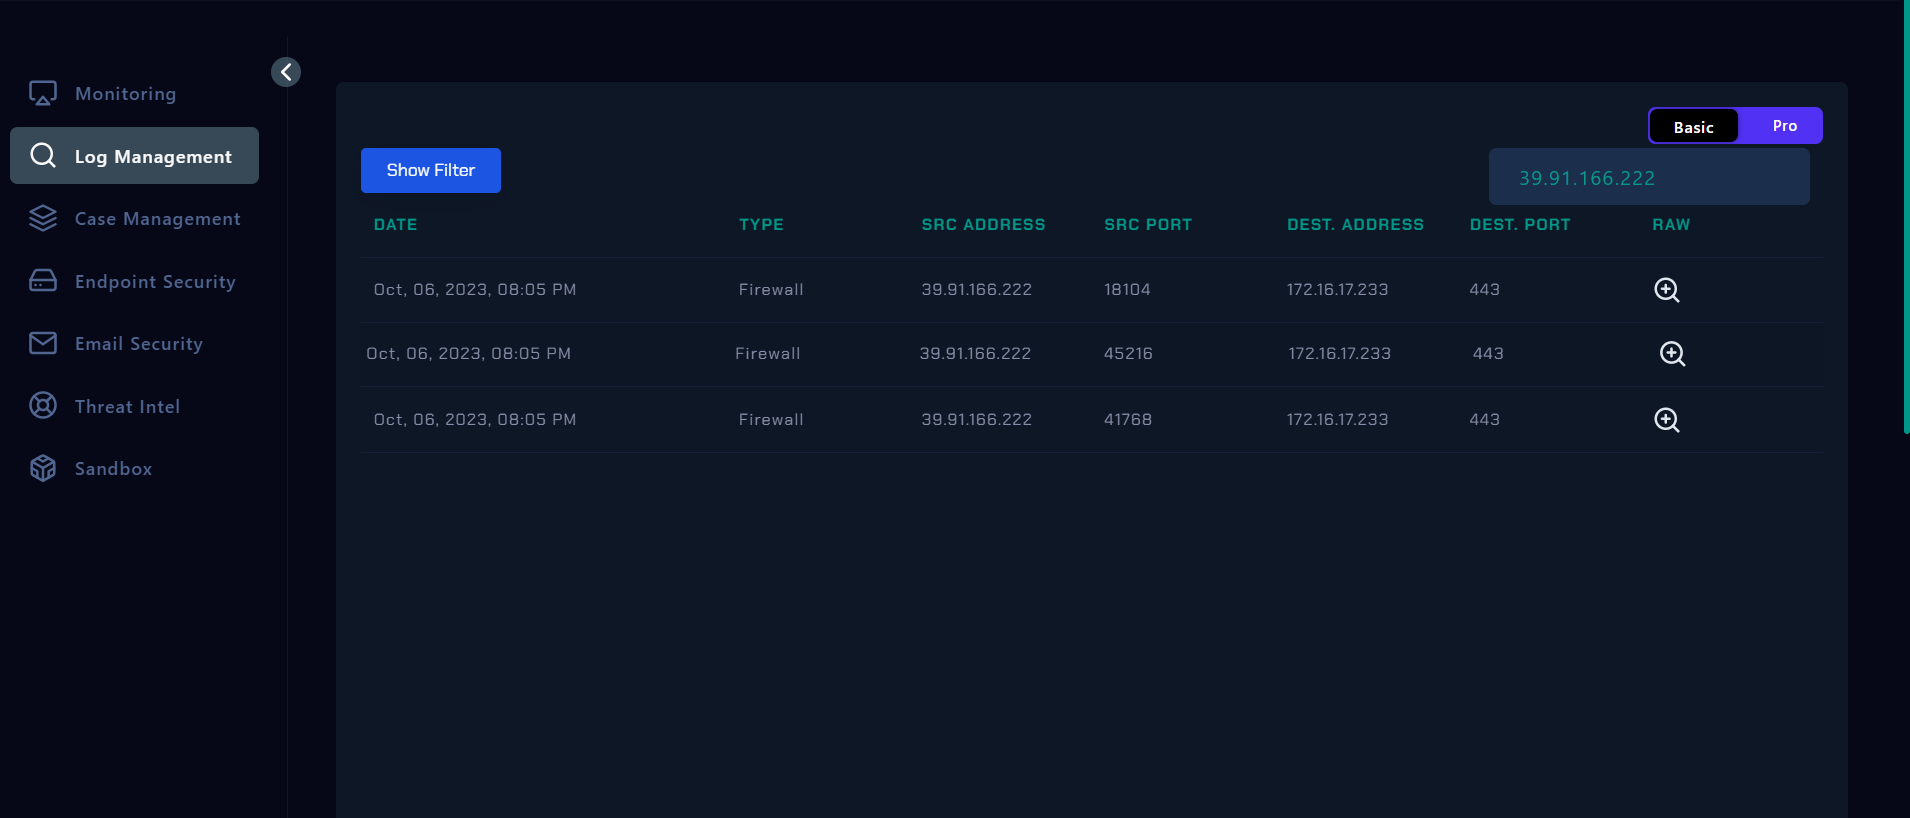 Monitoring
Log Management
Case Management
Endpoint Security
Email Security
Threat Intel
Sandbox
Basic Pro
Show Filter
39.91.166.222
DATE TYPE SRC ADDRESS SRC PORT DEST. ADDRESS DEST. PORT RAW
Oct, 06, 2023, 08:05 PM Firewall 39.91.166.222 18104 172.16.17.233 443
Oct, 06, 2023, 08:05 PM Firewall 39.91.166.222 45216 172.16.17.233 443
Oct, 06, 2023, 08:05 PM Firewall 39.91.166.222 41768 172.16.17.233 443